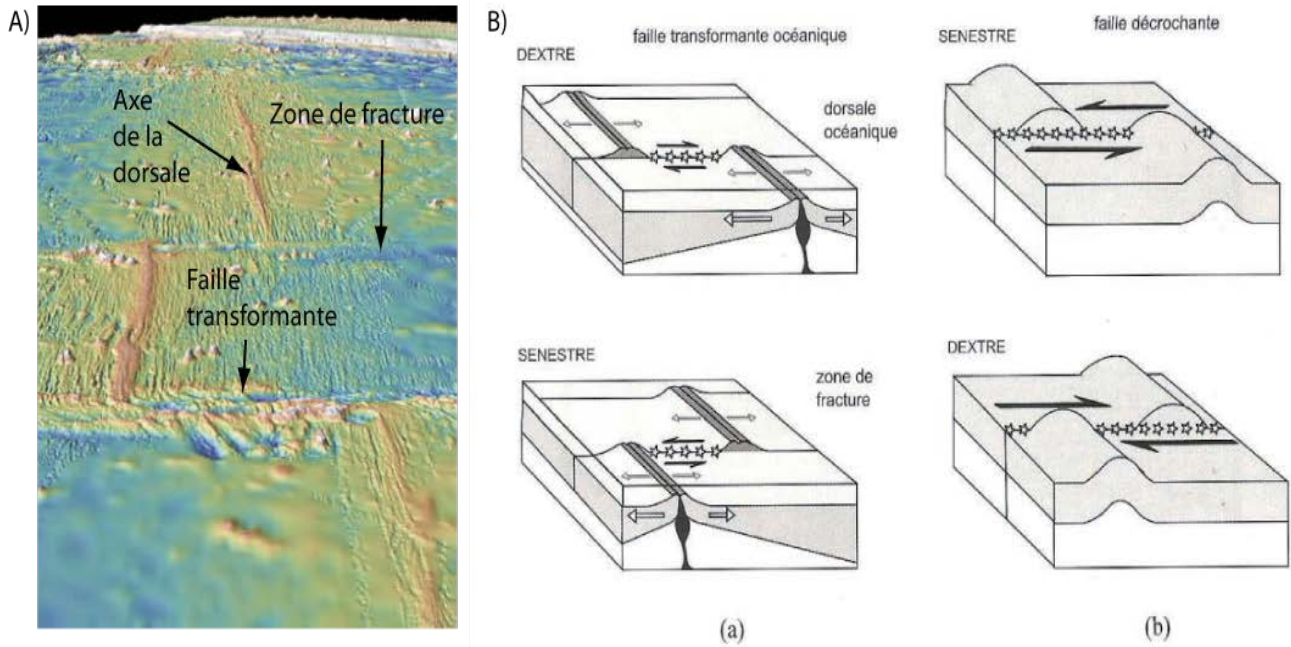 A)
Axe
de la
dorsale
Zone de fracture
Faille
transformante
B)
faille transformante océanique
DEXTRE
dorsale
océanique
SENESTRE
zone de
fracture
(a)
faille décrochante
SENESTRE
DEXTRE
(b)